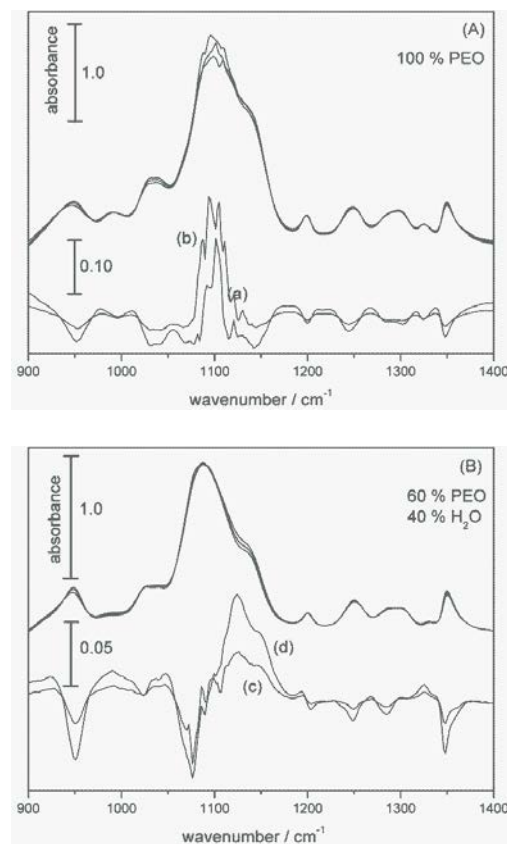 (A)
100 % PEO
absorbance
1.0
0.10
(b)
(a)
900 1000 1100 1200 1300 1400
wavenumber / cm⁻¹
(B)
60 % PEO
40 % H₂O
absorbance
1.0
0.05
(d)
(c)
900 1000 1100 1200 1300 1400
wavenumber / cm⁻¹